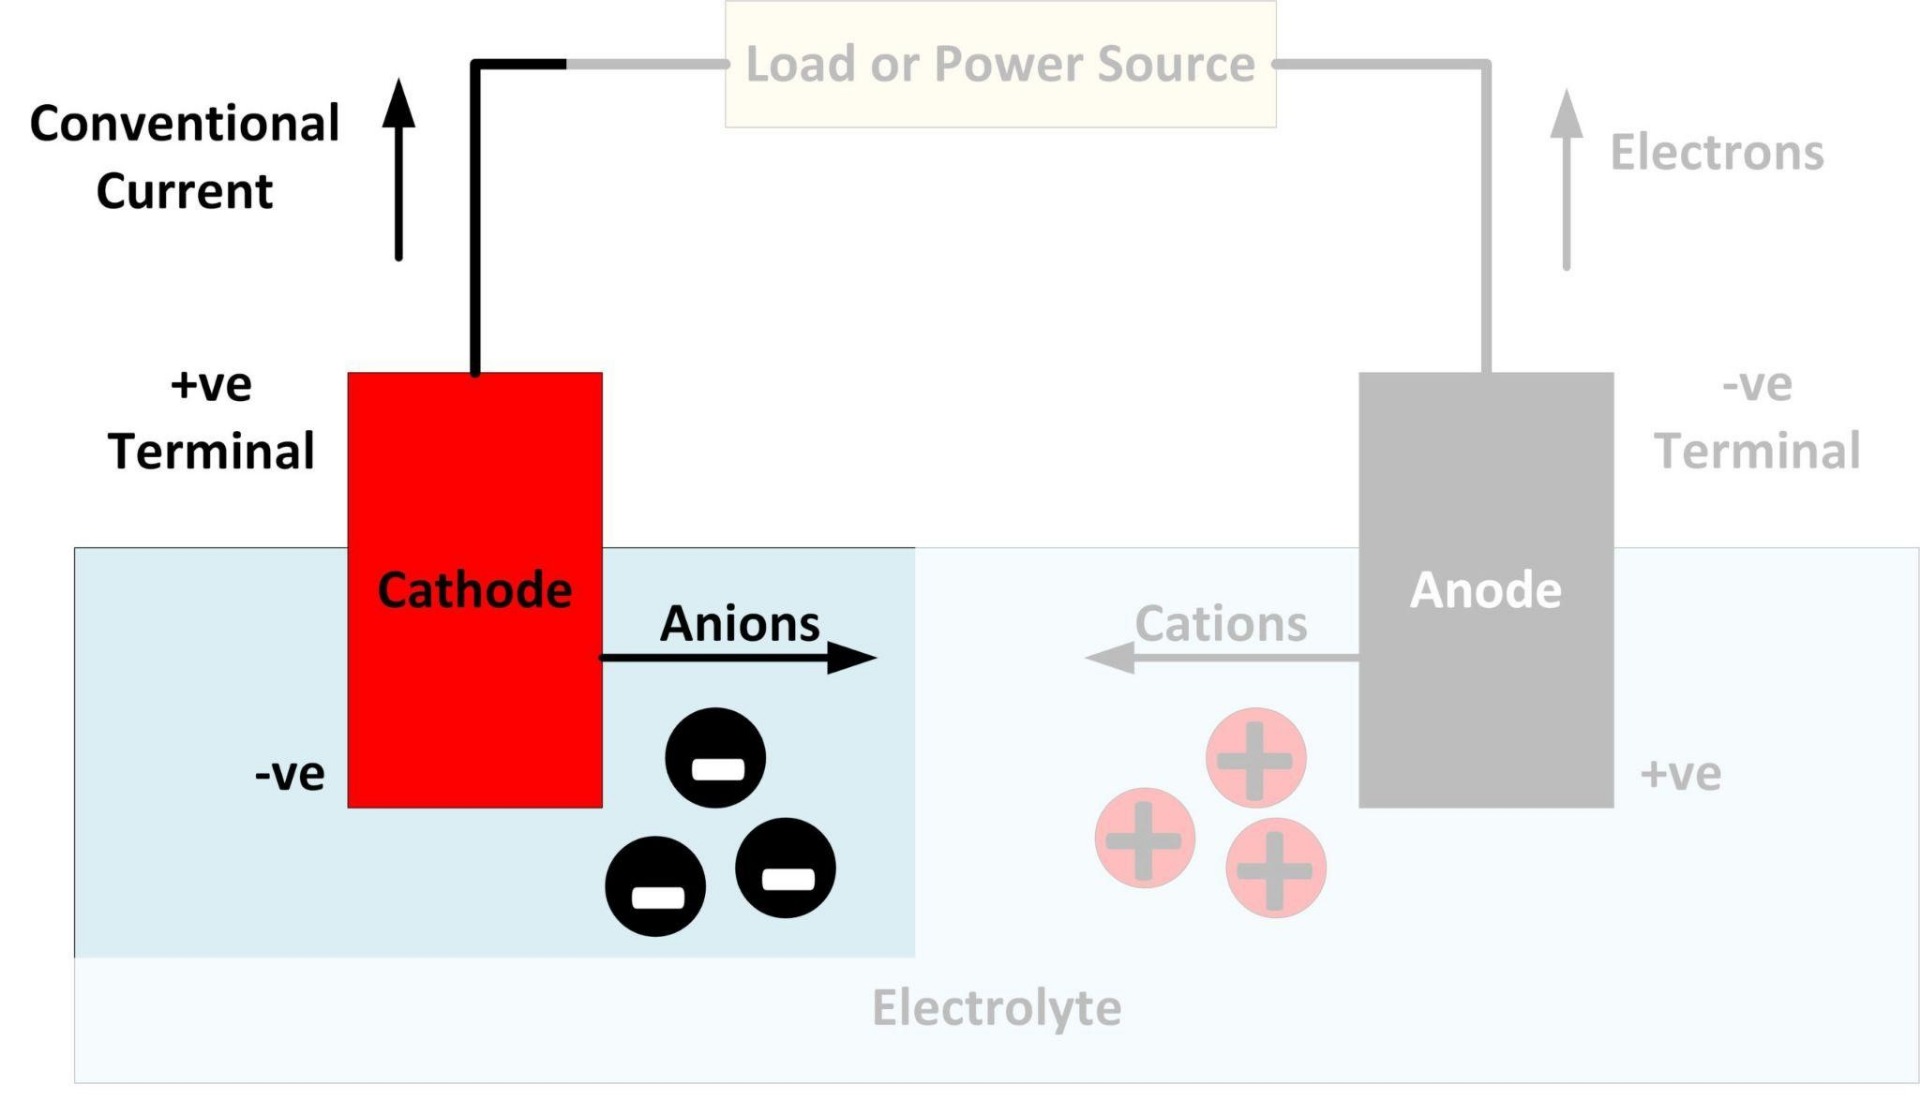 Load or Power Source
Conventional
Current
Electrons
+ve
Terminal
-ve
Terminal
Cathode
Anions
Cations
Anode
-ve
+ve
Electrolyte